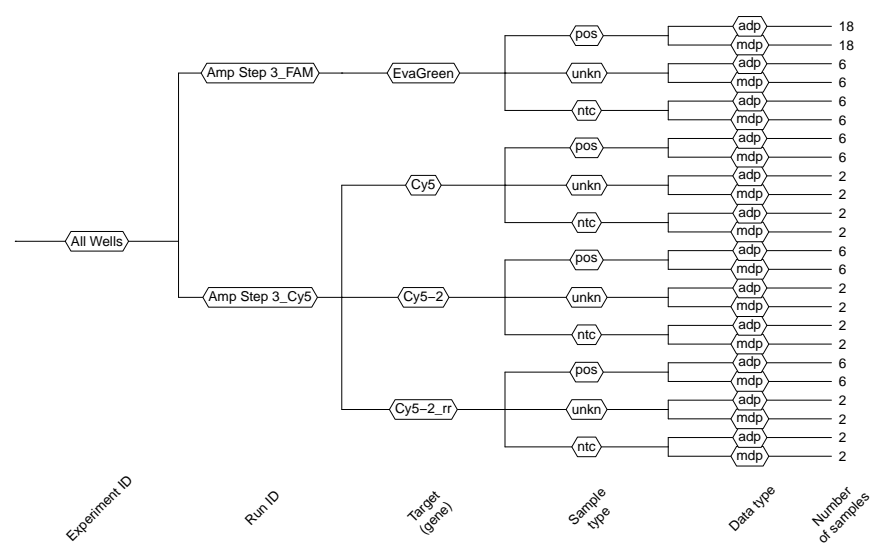 adp 18
pos
mdp 18
Amp Step 3_FAM EvaGreen unkn adp 6
mdp 6
ntc adp 6
mdp 6
adp 6
pos
mdp 6
Cy5 unkn adp 2
mdp 2
ntc adp 2
mdp 2
All Wells
adp 6
pos
mdp 6
Amp Step 3_Cy5 Cy5−2 unkn adp 2
mdp 2
ntc adp 2
mdp 2
adp 6
pos
mdp 6
Cy5−2_rr unkn adp 2
mdp 2
ntc adp 2
mdp 2
Experiment ID
Run ID
Target
(gene)
Sample
type
Data type
Number
of samples